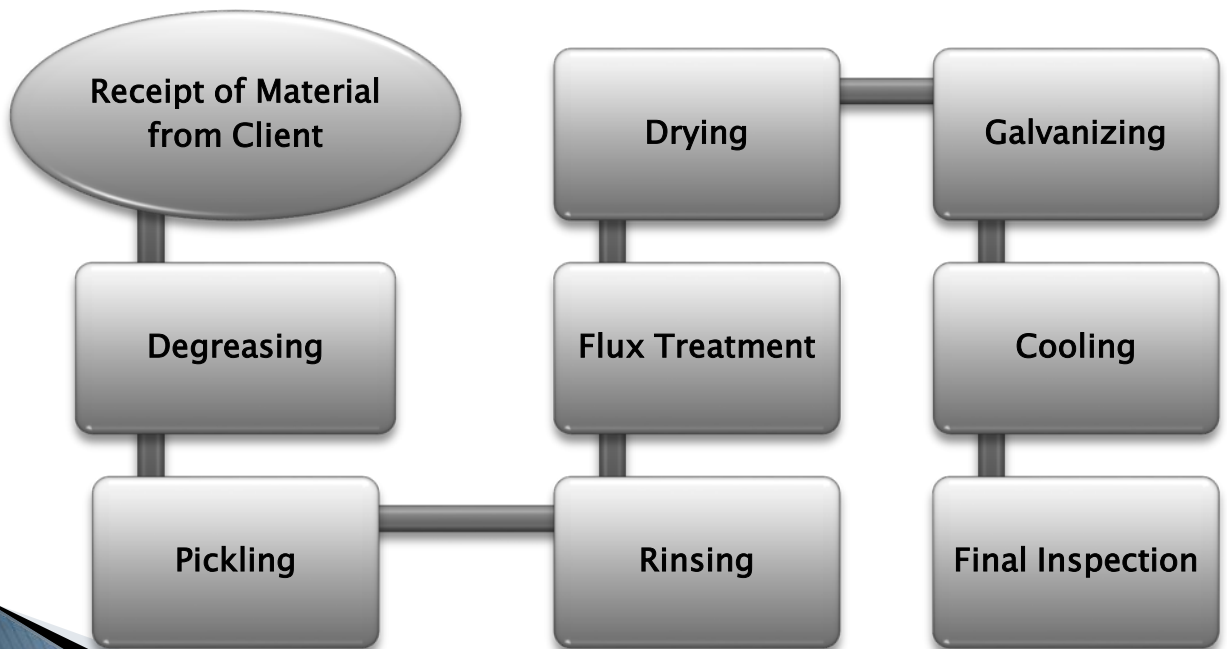 Receipt of Material
from Client
Degreasing
Pickling
Rinsing
Flux Treatment
Drying
Galvanizing
Cooling
Final Inspection